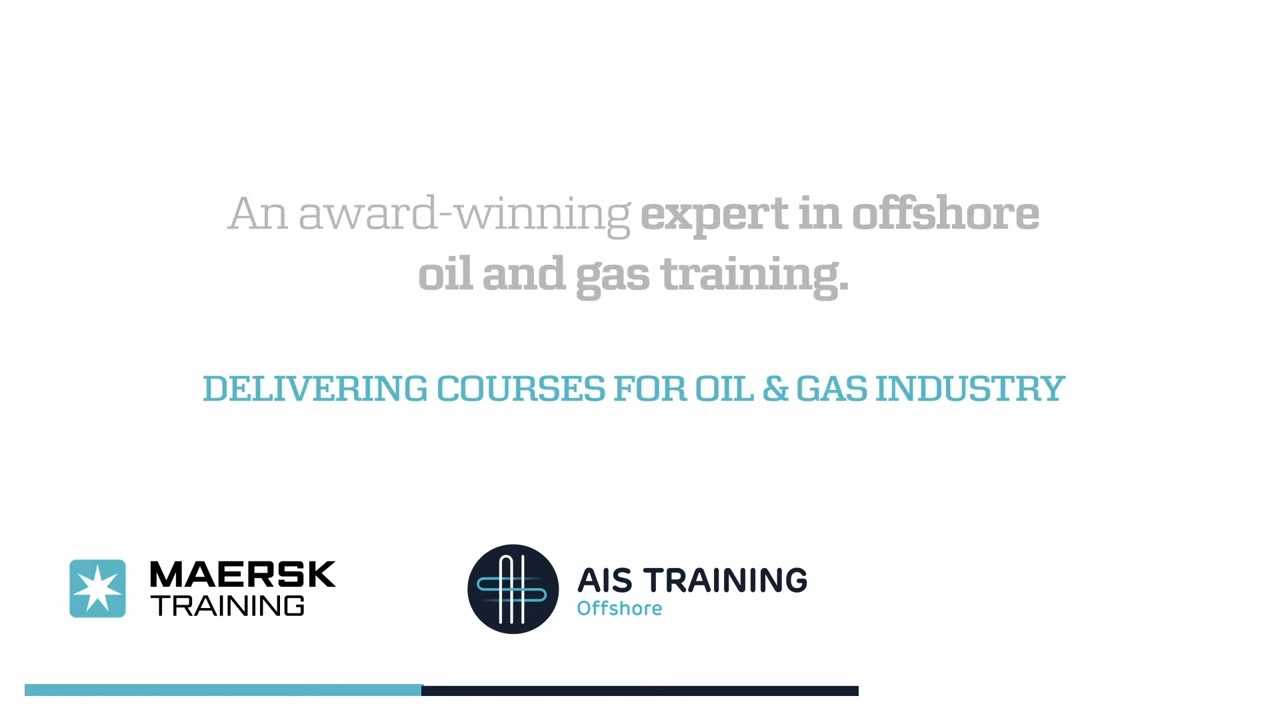 An award-winning expert in offshore
oil and gas training.
DELIVERING COURSES FOR OIL & GAS INDUSTRY
MAERSK
TRAINING
AIS TRAINING
Offshore